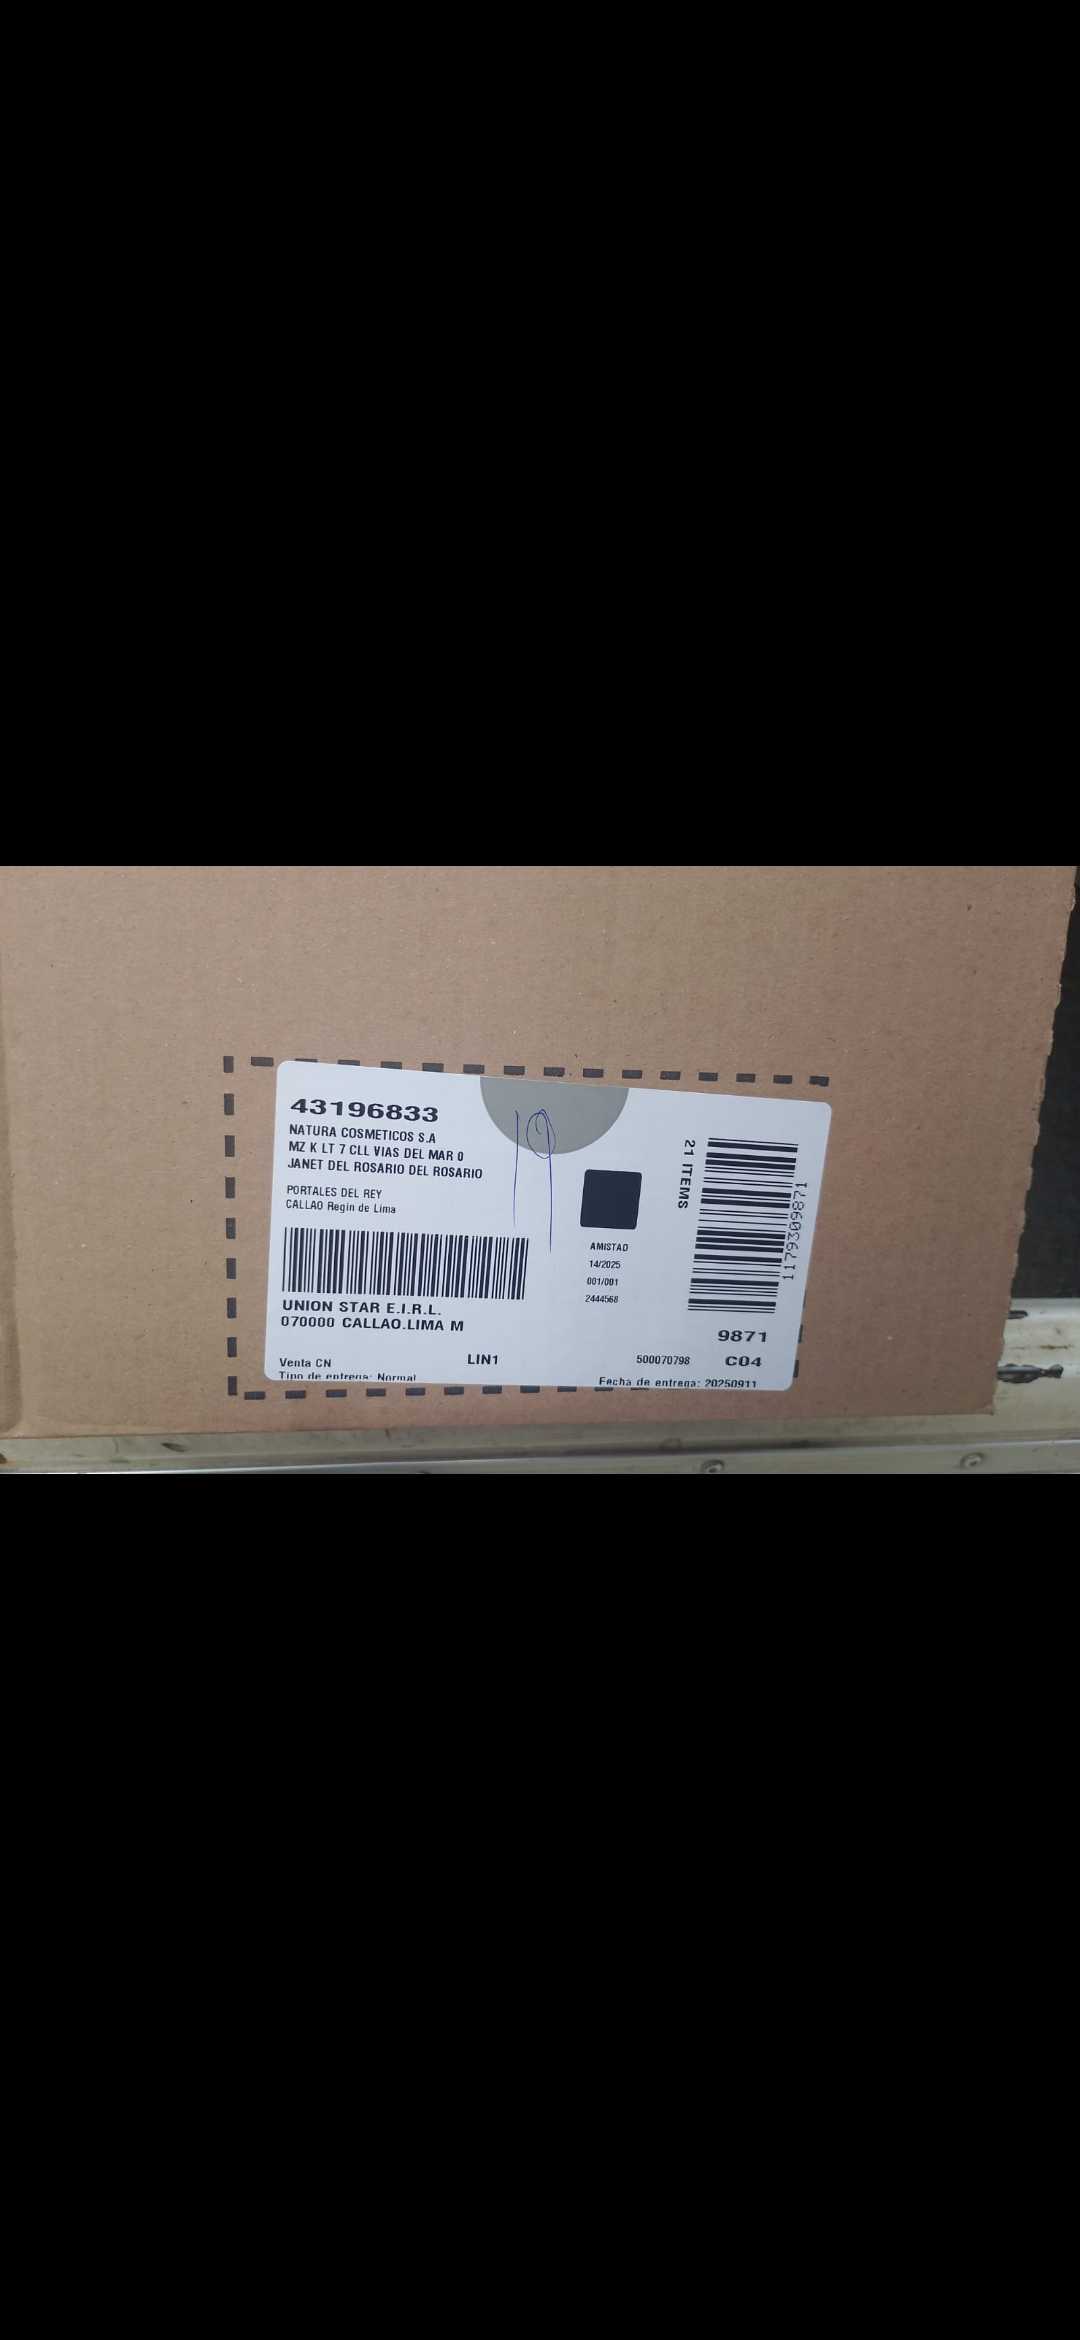 43196833
NATURA COSMETICOS S.A
MZ K LT 7 CLL VIAS DEL MAR 0
JANET DEL ROSARIO DEL ROSARIO
PORTALES DEL REY
CALLAO Regin de Lima
UNION STAR E.I.R.L.
070000 CALLAO.LIMA M
Venta CN
LIN1
Tipo de entrega: Normal
19
AMISTAD
14/2025
001/001
2444568
21 ITEMS
1179309871
9871
500070798
C04
Fecha de entrega: 20250911